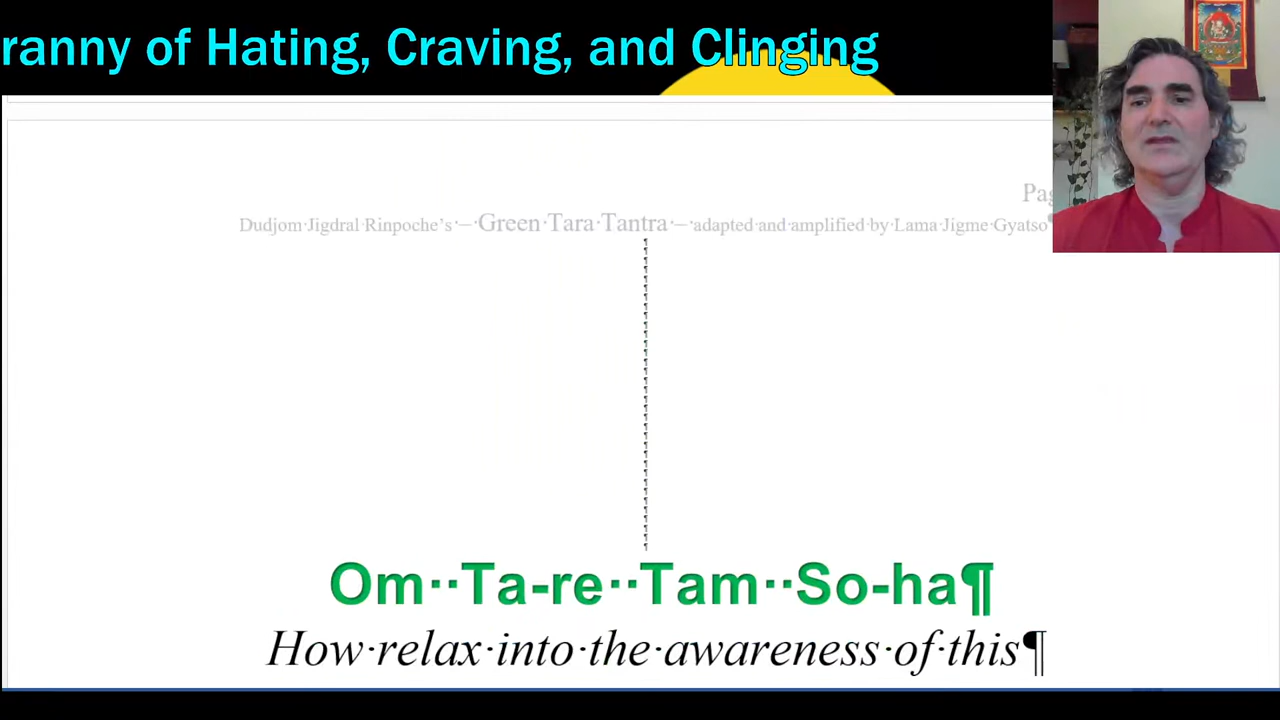 ranny of Hating, Craving, and Clinging
Dudjom·Jigdral·Rinpoche's·–·Green·Tara·Tantra·–·adapted·and·amplified·by·Lama·Jigme·Gyatso
Om··Ta-re··Tam··So-ha¶
How·relax·into·the·awareness·of·this¶